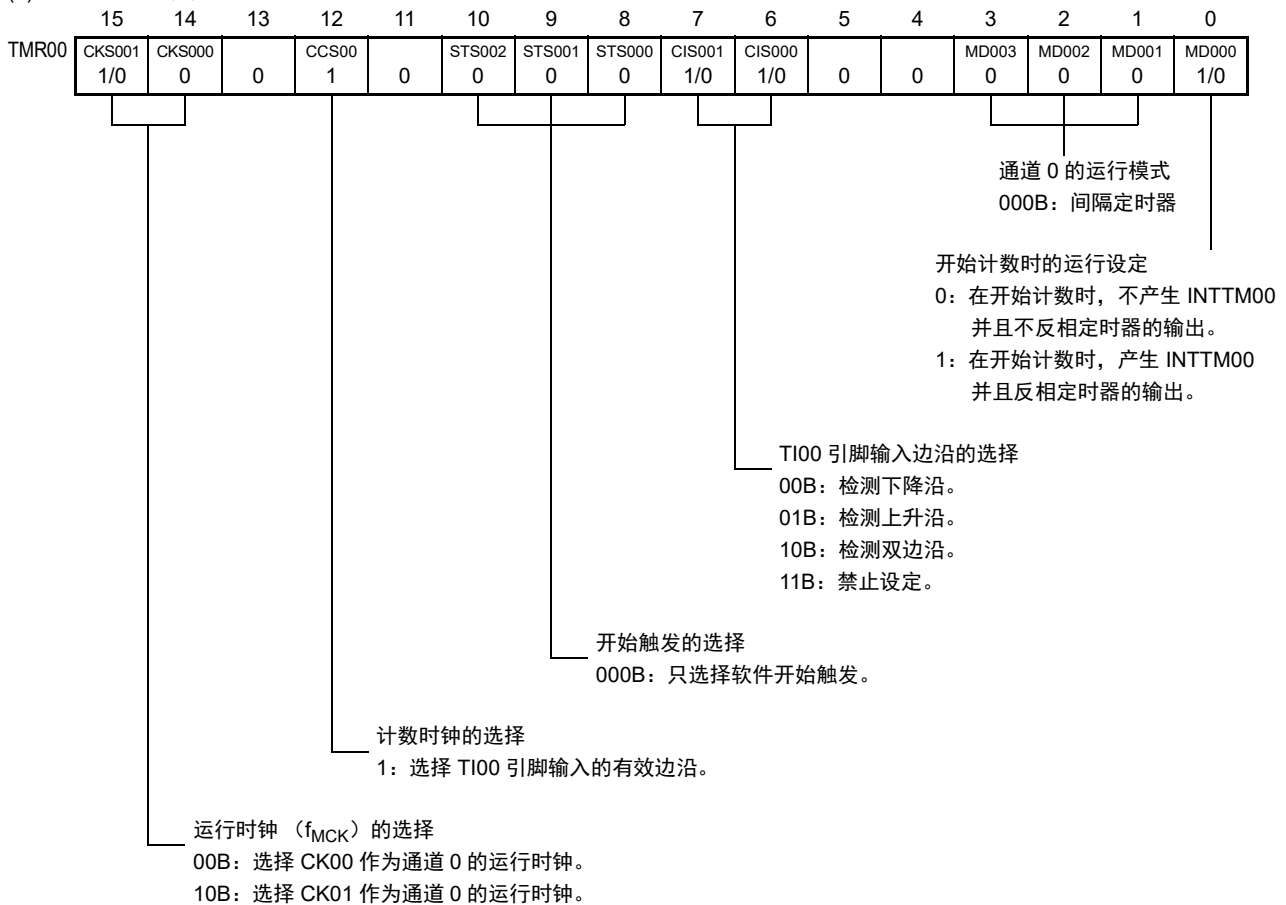 15 14 13 12 11 10 9 8 7 6 5 4 3 2 1 0
TMR00 CKS001 CKS000 CCS00 STS002 STS001 STS000 CIS001 CIS000 MD003 MD002 MD001 MD000
1/0 0 0 1 0 0 0 0 1/0 1/0 0 0 0 0 0 1/0
通道 0 的运行模式
000B：间隔定时器
开始计数时的运行设定
0：在开始计数时，不产生 INTTM00
并且不反相定时器的输出。
1：在开始计数时，产生 INTTM00
并且反相定时器的输出。
TI00 引脚输入边沿的选择
00B：检测下降沿。
01B：检测上升沿。
10B：检测双边沿。
11B：禁止设定。
开始触发的选择
000B：只选择软件开始触发。
计数时钟的选择
1：选择 TI00 引脚输入的有效边沿。
运行时钟 （fMCK）的选择
00B：选择 CK00 作为通道 0 的运行时钟。
10B：选择 CK01 作为通道 0 的运行时钟。